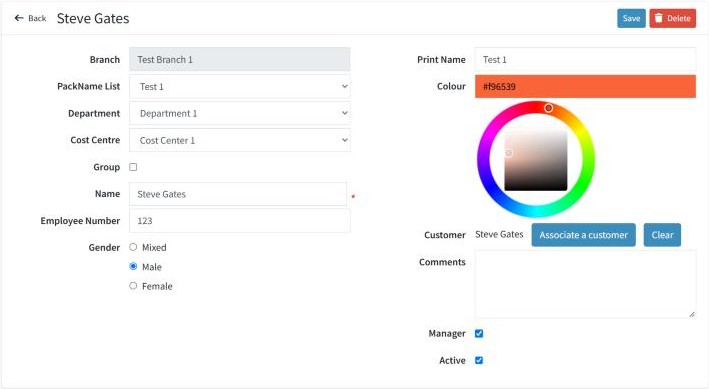 Back Steve Gates Save Delete
Branch Test Branch 1
PackName List Test 1
Department Department 1
Cost Centre Cost Center 1
Group
Name Steve Gates *
Employee Number 123
Gender Mixed
Male
Female
Print Name Test 1
Colour #f96539
Customer Steve Gates Associate a customer Clear
Comments
Manager
Active